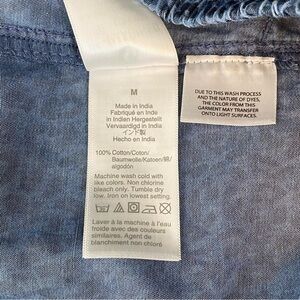 M
Made in India
Fabriqué en Inde
In Indien Hergestellt
Vervaardigd in India
インド製
Hecho en India
100% Cotton/Coton/
Baumwolle/Katoen/綿/
algodón
Machine wash cold with
like colors. Non chlorine
bleach only. Tumble dry
low. Iron on lowest setting.
Laver à la machine à l'eau
froide avec des couleurs
similaires. Agent de
blanchiment non chloré
DUE TO THIS WASH PROCESS
AND THE NATURE OF DYES,
THE COLOR FROM THIS
GARMENT MAY TRANSFER
ONTO LIGHT SURFACES.